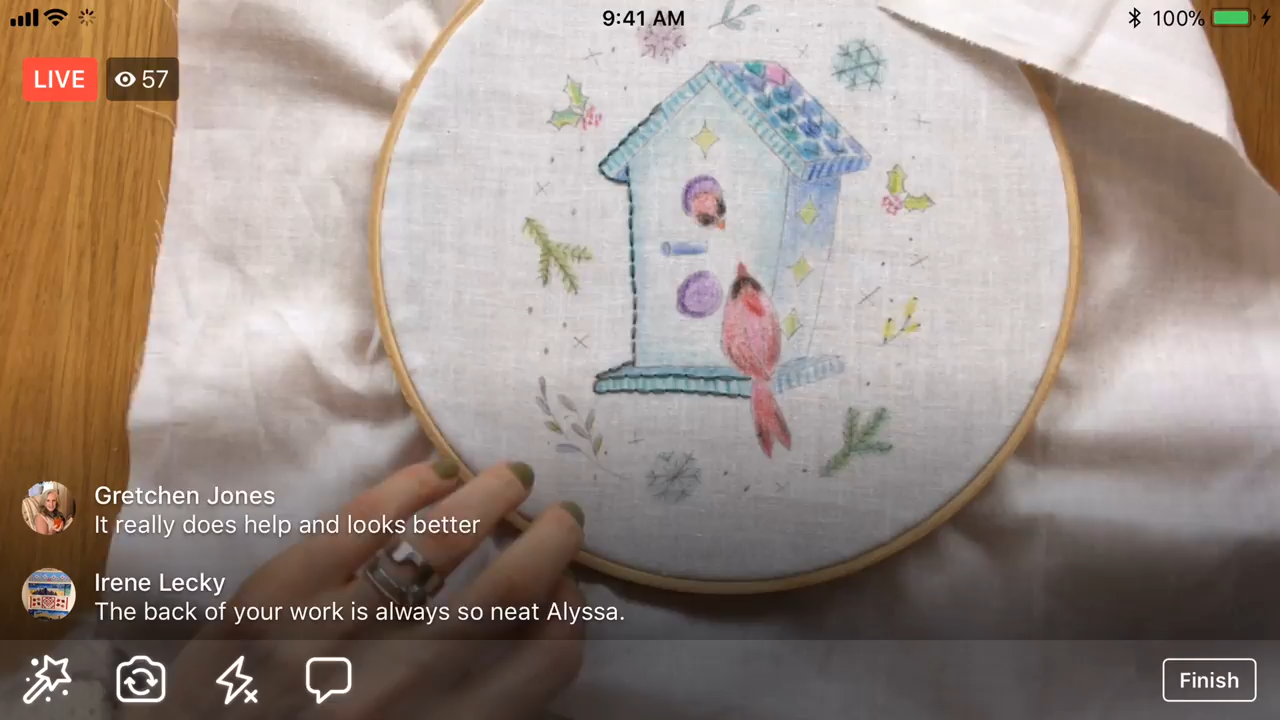 9:41 AM
100%
LIVE
57
Gretchen Jones
It really does help and looks better
Irene Lecky
The back of your work is always so neat Alyssa.
Finish